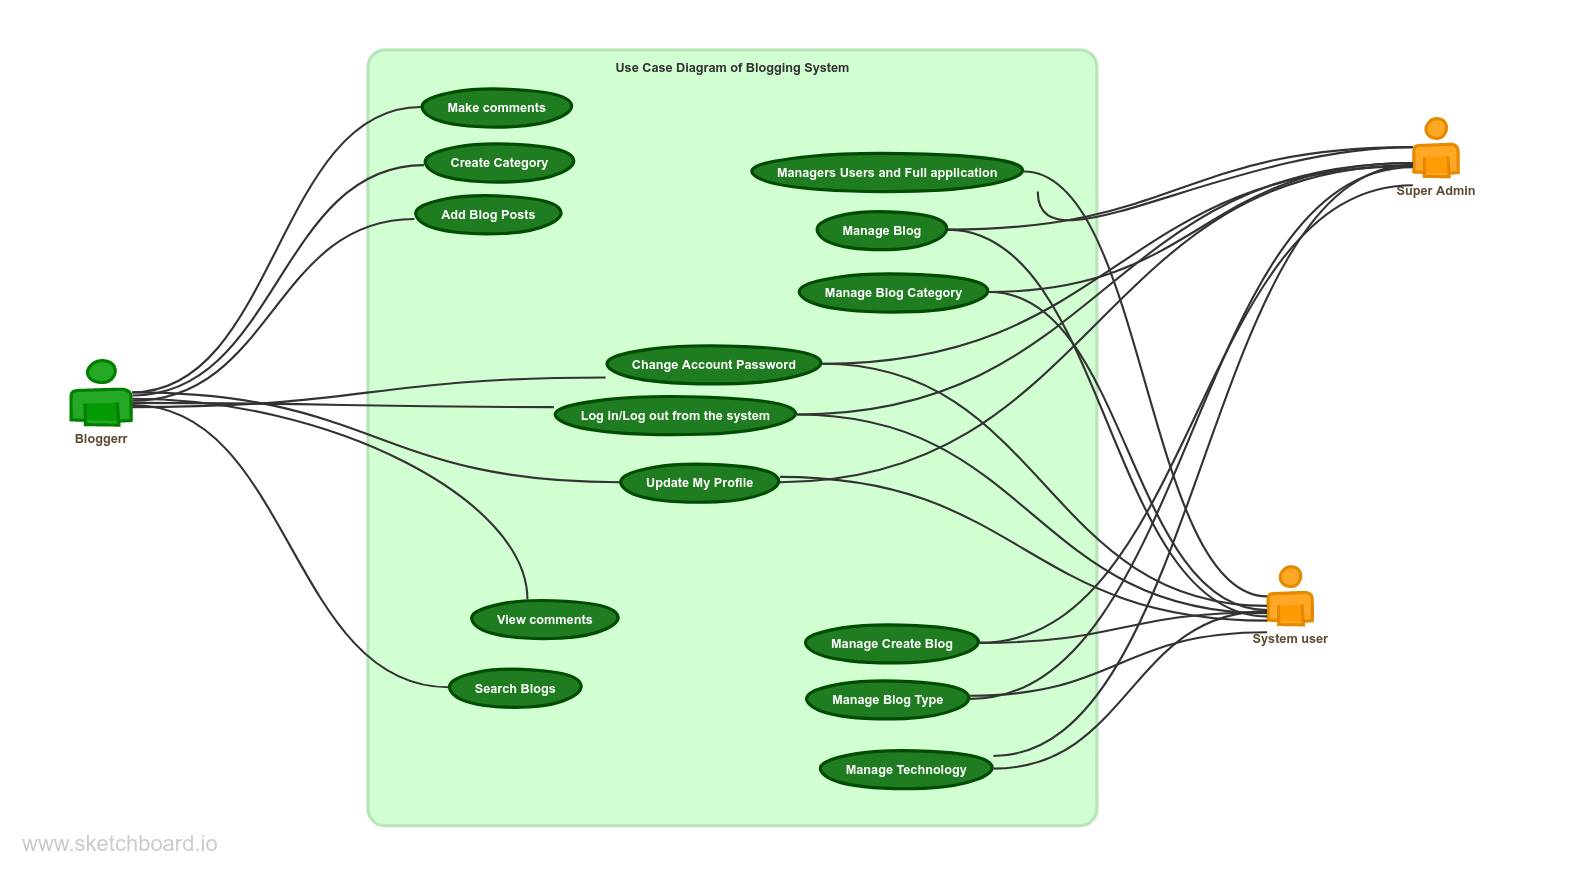 Use Case Diagram of Blogging System
Make comments
Create Category
Add Blog Posts
Managers Users and Full application
Manage Blog
Manage Blog Category
Super Admin
Change Account Password
Log in/Log out from the system
Update My Profile
Bloggerr
View comments
Search Blogs
Manage Create Blog
Manage Blog Type
Manage Technology
System user
www.sketchboard.io